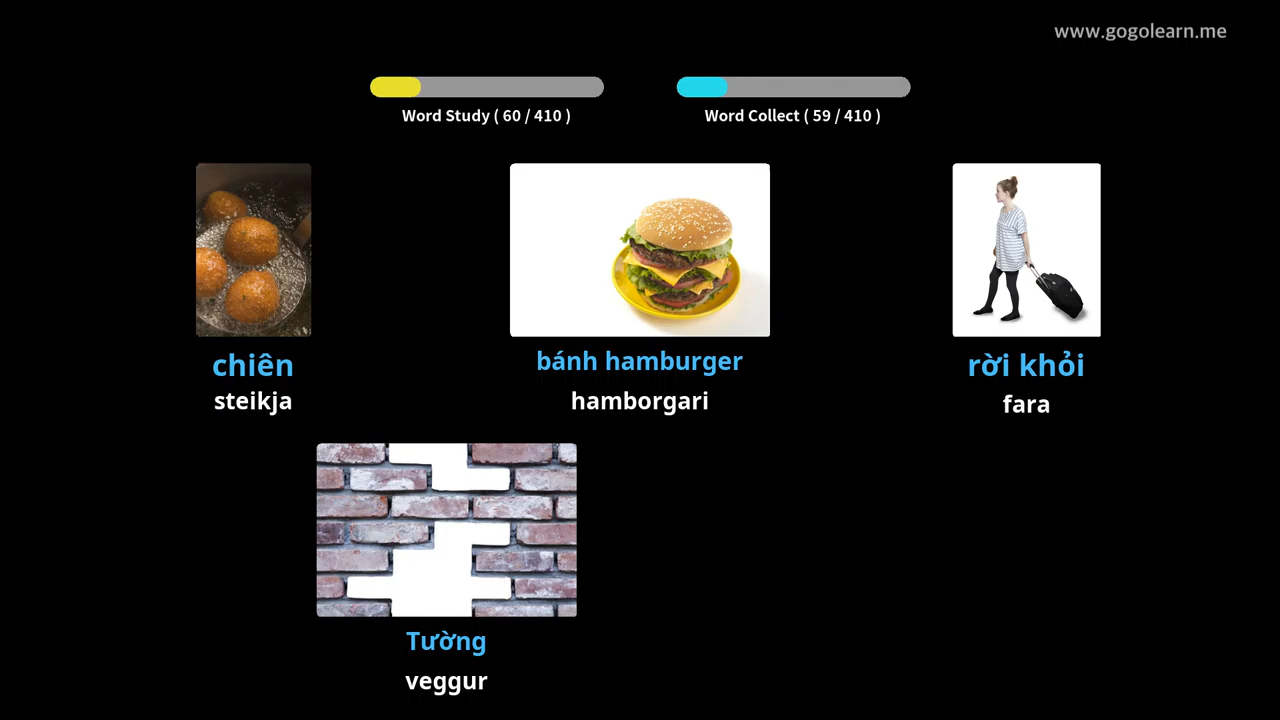 www.gogolearn.me
Word Study ( 60 / 410 )
Word Collect ( 59 / 410 )
chiên
steikja
bánh hamburger
hamborgari
rời khỏi
fara
Tường
veggur